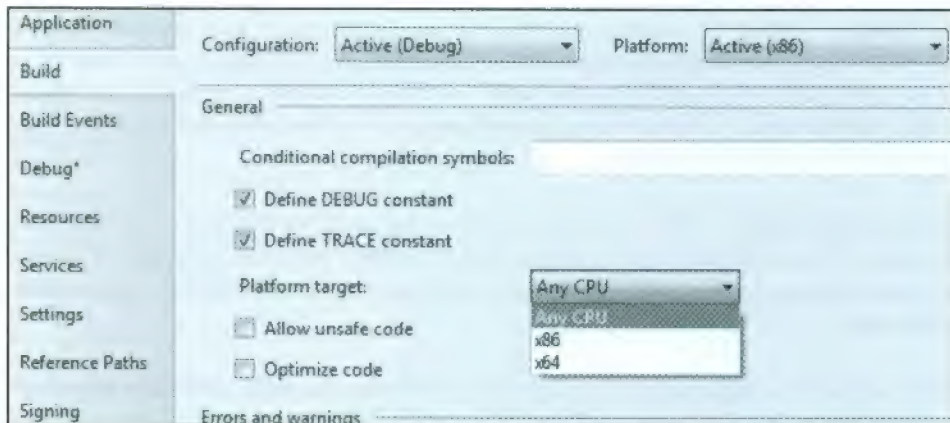 Application
Build
Build Events
Debug*
Resources
Services
Settings
Reference Paths
Signing
Configuration: Active (Debug) Platform: Active (x86)
General
Conditional compilation symbols:
Define DEBUG constant
Define TRACE constant
Platform target: Any CPU
Any CPU
x86
x64
Allow unsafe code
Optimize code
Errors and warnings